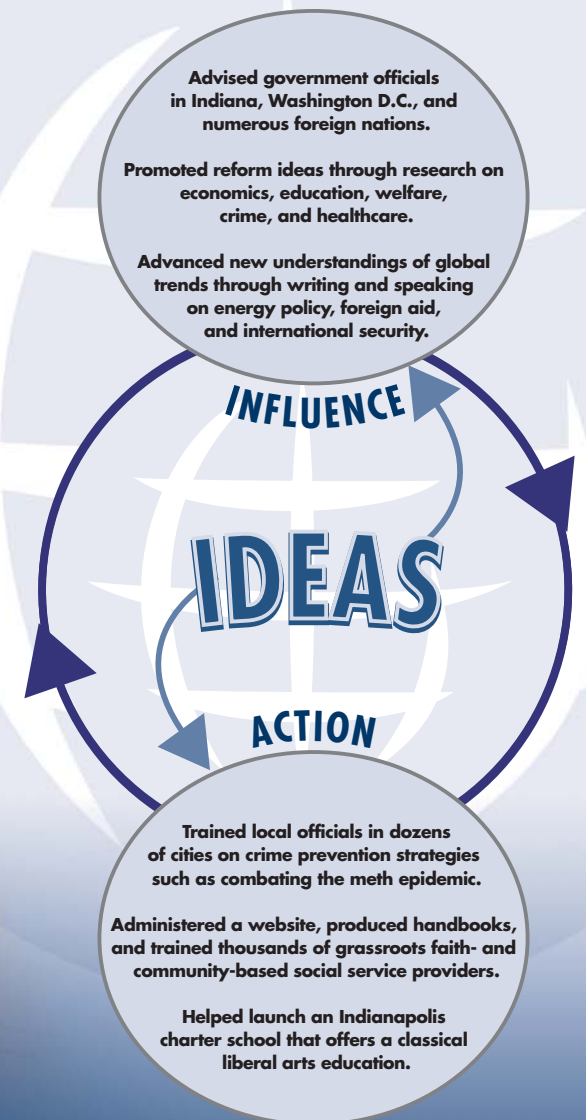 Advised government officials
in Indiana, Washington D.C., and
numerous foreign nations.
Promoted reform ideas through research on
economics, education, welfare,
crime, and healthcare.
Advanced new understandings of global
trends through writing and speaking
on energy policy, foreign aid,
and international security.
INFLUENCE
IDEAS
ACTION
Trained local officials in dozens
of cities on crime prevention strategies
such as combating the meth epidemic.
Administered a website, produced handbooks,
and trained thousands of grassroots faith- and
community-based social service providers.
Helped launch an Indianapolis
charter school that offers a classical
liberal arts education.